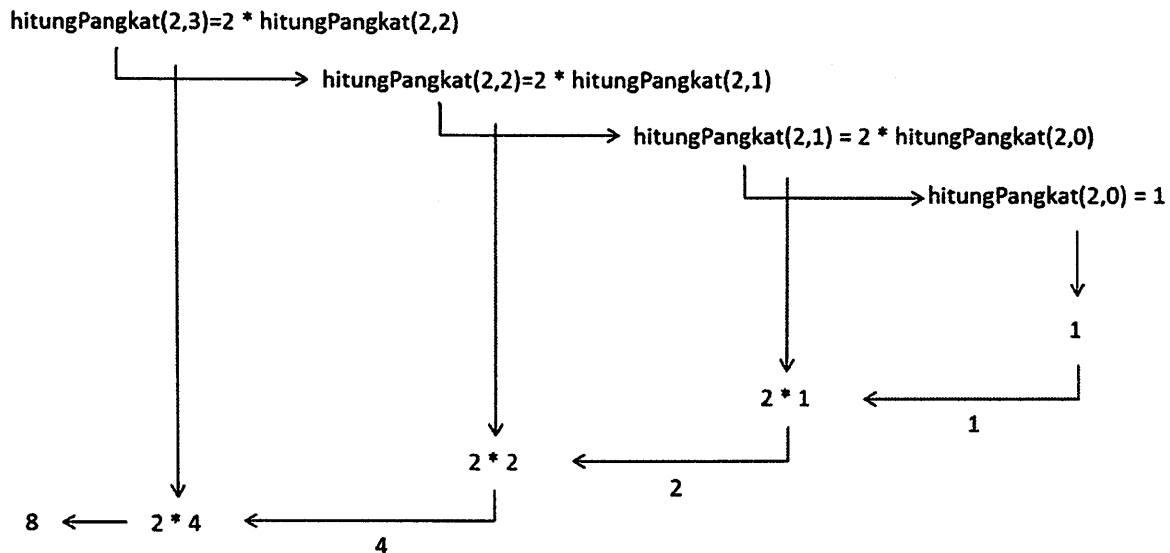 hitungPangkat(2,3)=2 * hitungPangkat(2,2)
hitungPangkat(2,2)=2 * hitungPangkat(2,1)
hitungPangkat(2,1) = 2 * hitungPangkat(2,0)
hitungPangkat(2,0) = 1
1
2 * 1
1
2 * 2
2
8
2 * 4
4